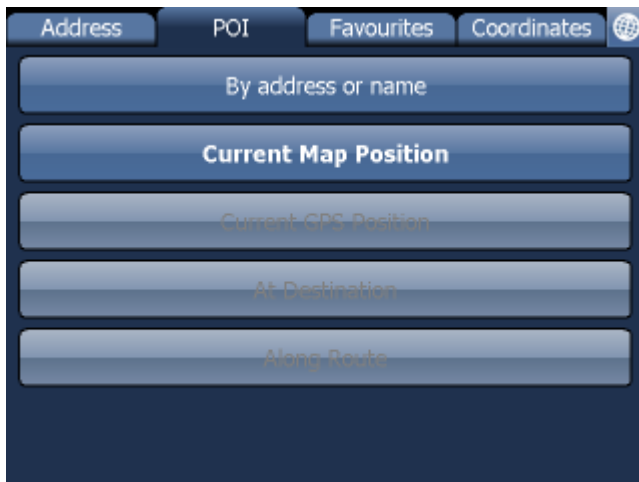 Address POI Favourites Coordinates
By address or name
Current Map Position
Current GPS Position
At Destination
Along Route